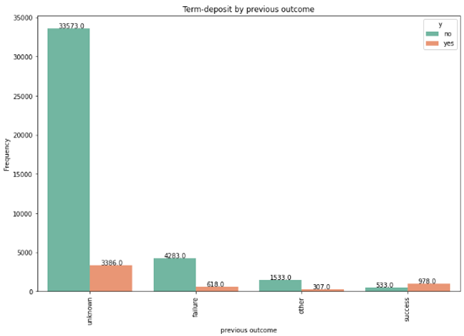 Term-deposit by previous outcome
y
no
yes
35000
30000
25000
20000
15000
10000
5000
0
Frequency
33573.0
3386.0
4283.0
618.0
1533.0
307.0
533.0
978.0
unknown
failure
other
success
previous outcome